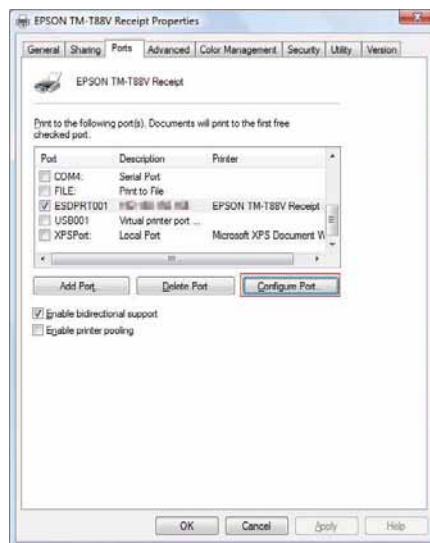 EPSON TM-T88V Receipt Properties
General Sharing Ports Advanced Color Management Security Utility Version
EPSON TM-T88V Receipt
Print to the following port(s). Documents will print to the first free
checked port.
Port Description Printer
COM4: Serial Port
FILE: Print to File
ESDPRT001 EPSON TM-T88V Receipt
USB001 Virtual printer port ...
XPSPort: Local Port Microsoft XPS Document W
Add Port... Delete Port Configure Port...
Enable bidirectional support
Enable printer pooling
OK Cancel Apply Help